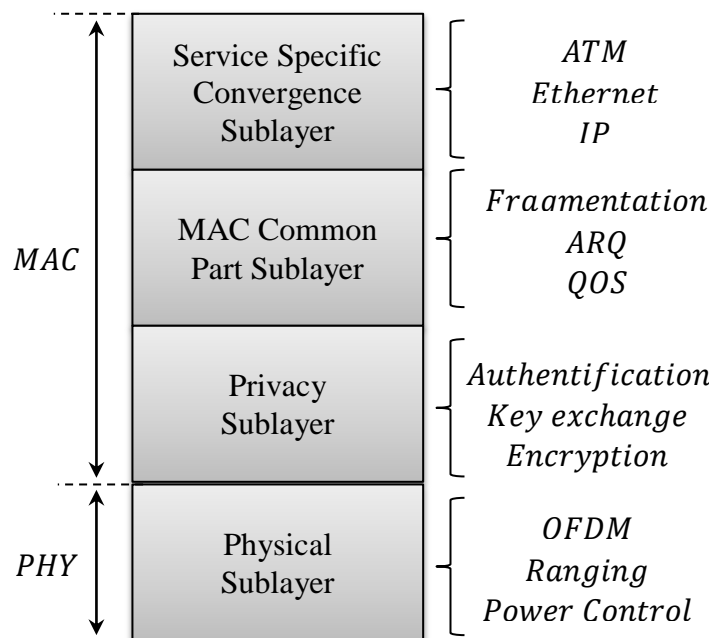 Service Specific
Convergence
Sublayer
ATM
Ethernet
IP
MAC
MAC Common
Part Sublayer
Fraamentation
ARQ
QOS
Privacy
Sublayer
Authentification
Key exchange
Encryption
PHY
Physical
Sublayer
OFDM
Ranging
Power Control